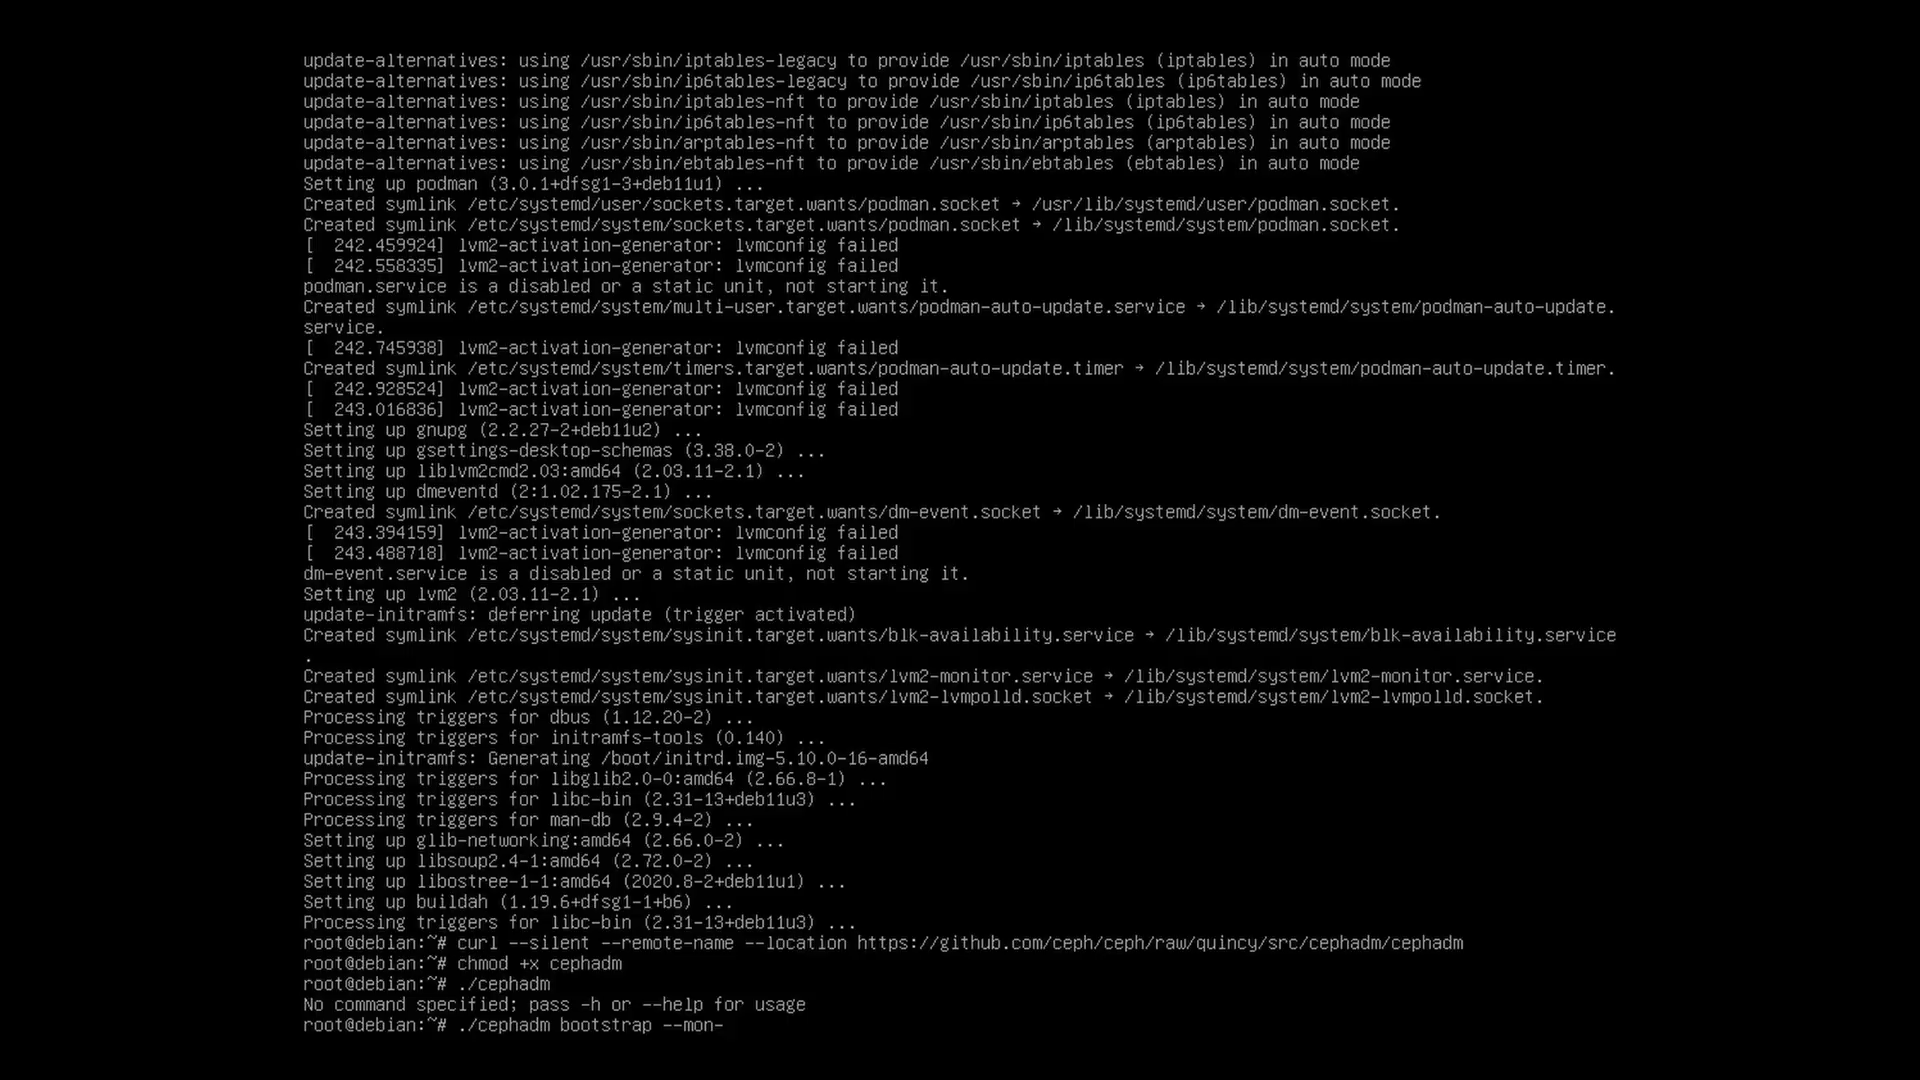 update-alternatives: using /usr/sbin/iptables-legacy to provide /usr/sbin/iptables (iptables) in auto mode
update-alternatives: using /usr/sbin/ip6tables-legacy to provide /usr/sbin/ip6tables (ip6tables) in auto mode
update-alternatives: using /usr/sbin/iptables-nft to provide /usr/sbin/iptables (iptables) in auto mode
update-alternatives: using /usr/sbin/ip6tables-nft to provide /usr/sbin/ip6tables (ip6tables) in auto mode
update-alternatives: using /usr/sbin/arptables-nft to provide /usr/sbin/arptables (arptables) in auto mode
update-alternatives: using /usr/sbin/ebtables-nft to provide /usr/sbin/ebtables (ebtables) in auto mode
Setting up podman (3.0.1+dfsg1-3+deb11u1) ...
Created symlink /etc/systemd/user/sockets.target.wants/podman.socket → /usr/lib/systemd/user/podman.socket.
Created symlink /etc/systemd/system/sockets.target.wants/podman.socket → /lib/systemd/system/podman.socket.
[  242.459924] lvm2-activation-generator: lvmconfig failed
[  242.558335] lvm2-activation-generator: lvmconfig failed
podman.service is a disabled or a static unit, not starting it.
Created symlink /etc/systemd/system/multi-user.target.wants/podman-auto-update.service → /lib/systemd/system/podman-auto-update.
service.
[  242.745938] lvm2-activation-generator: lvmconfig failed
Created symlink /etc/systemd/system/timers.target.wants/podman-auto-update.timer → /lib/systemd/system/podman-auto-update.timer.
[  242.928524] lvm2-activation-generator: lvmconfig failed
[  243.016836] lvm2-activation-generator: lvmconfig failed
Setting up gnupg (2.2.27-2+deb11u2) ...
Setting up gsettings-desktop-schemas (3.38.0-2) ...
Setting up liblvm2cmd2.03:amd64 (2.03.11-2.1) ...
Setting up dmeventd (2:1.02.175-2.1) ...
Created symlink /etc/systemd/system/sockets.target.wants/dm-event.socket → /lib/systemd/system/dm-event.socket.
[  243.394159] lvm2-activation-generator: lvmconfig failed
[  243.488718] lvm2-activation-generator: lvmconfig failed
dm-event.service is a disabled or a static unit, not starting it.
Setting up lvm2 (2.03.11-2.1) ...
update-initramfs: deferring update (trigger activated)
Created symlink /etc/systemd/system/sysinit.target.wants/blk-availability.service → /lib/systemd/system/blk-availability.service
.
Created symlink /etc/systemd/system/sysinit.target.wants/lvm2-monitor.service → /lib/systemd/system/lvm2-monitor.service.
Created symlink /etc/systemd/system/sysinit.target.wants/lvm2-lvmpolld.socket → /lib/systemd/system/lvm2-lvmpolld.socket.
Processing triggers for dbus (1.12.20-2) ...
Processing triggers for initramfs-tools (0.140) ...
update-initramfs: Generating /boot/initrd.img-5.10.0-16-amd64
Processing triggers for libglib2.0-0:amd64 (2.66.8-1) ...
Processing triggers for libc-bin (2.31-13+deb11u3) ...
Processing triggers for man-db (2.9.4-2) ...
Setting up glib-networking:amd64 (2.66.0-2) ...
Setting up libsoup2.4-1:amd64 (2.72.0-2) ...
Setting up libostree-1-1:amd64 (2020.8-2+deb11u1) ...
Setting up buildah (1.19.6+dfsg1-1+b6) ...
Processing triggers for libc-bin (2.31-13+deb11u3) ...
root@debian:~# curl --silent --remote-name --location https://github.com/ceph/ceph/raw/quincy/src/cephadm/cephadm
root@debian:~# chmod +x cephadm
root@debian:~# ./cephadm
No command specified; pass -h or --help for usage
root@debian:~# ./cephadm bootstrap --mon-